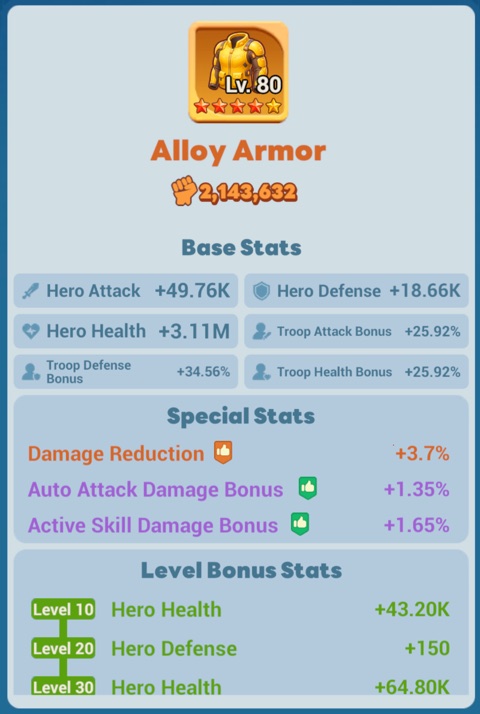 Lv. 80
Alloy Armor
2,143,632
Base Stats
Hero Attack +49.76K
Hero Defense +18.66K
Hero Health +3.11M
Troop Attack Bonus +25.92%
Troop Defense
Bonus +34.56%
Troop Health Bonus +25.92%
Special Stats
Damage Reduction +3.7%
Auto Attack Damage Bonus +1.35%
Active Skill Damage Bonus +1.65%
Level Bonus Stats
Level 10 Hero Health +43.20K
Level 20 Hero Defense +150
Level 30 Hero Health +64.80K